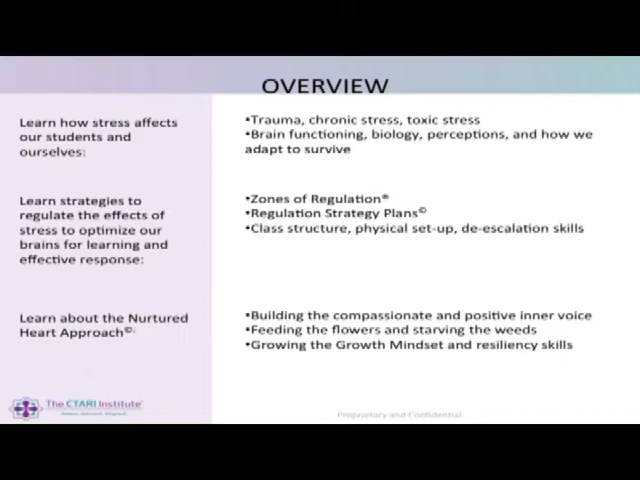 OVERVIEW
Learn how stress affects
our students and
ourselves:
•Trauma, chronic stress, toxic stress
•Brain functioning, biology, perceptions, and how we
adapt to survive
Learn strategies to
regulate the effects of
stress to optimize our
brains for learning and
effective response:
•Zones of Regulation®
•Regulation Strategy Plans©
•Class structure, physical set-up, de-escalation skills
Learn about the Nurtured
Heart Approach©:
•Building the compassionate and positive inner voice
•Feeding the flowers and starving the weeds
•Growing the Growth Mindset and resiliency skills
The CTARI Institute
Proprietary and Confidential